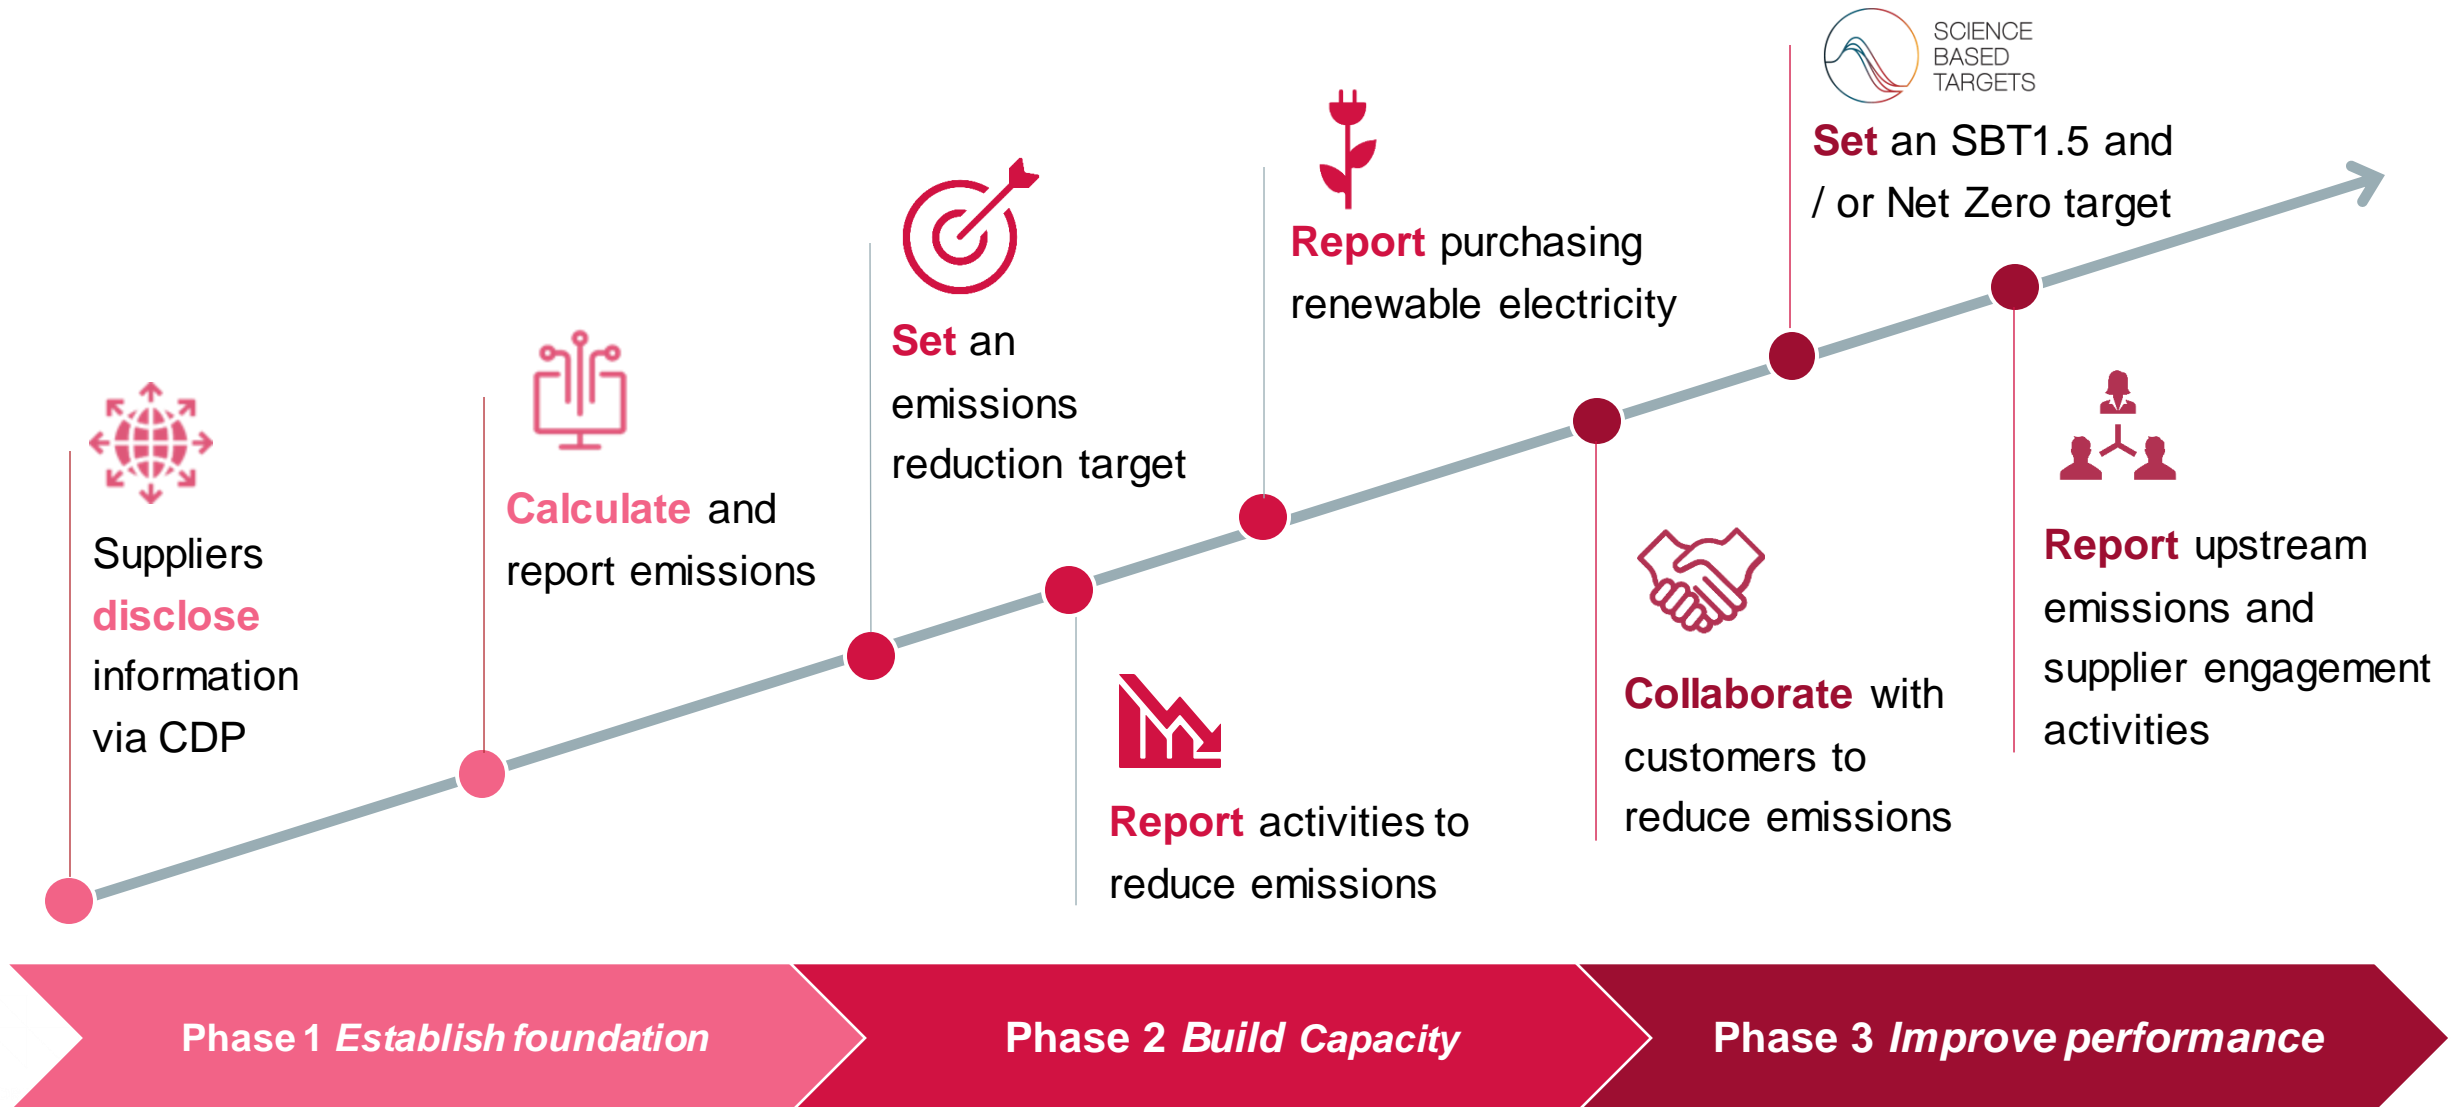 Suppliers
disclose
information
via CDP
Calculate and
report emissions
Set an
emissions
reduction target
Report activities to
reduce emissions
Report purchasing
renewable electricity
Collaborate with
customers to
reduce emissions
SCIENCE
BASED
TARGETS
Set an SBT1.5 and
/ or Net Zero target
Report upstream
emissions and
supplier engagement
activities
Phase 1 Establish foundation
Phase 2 Build Capacity
Phase 3 Improve performance